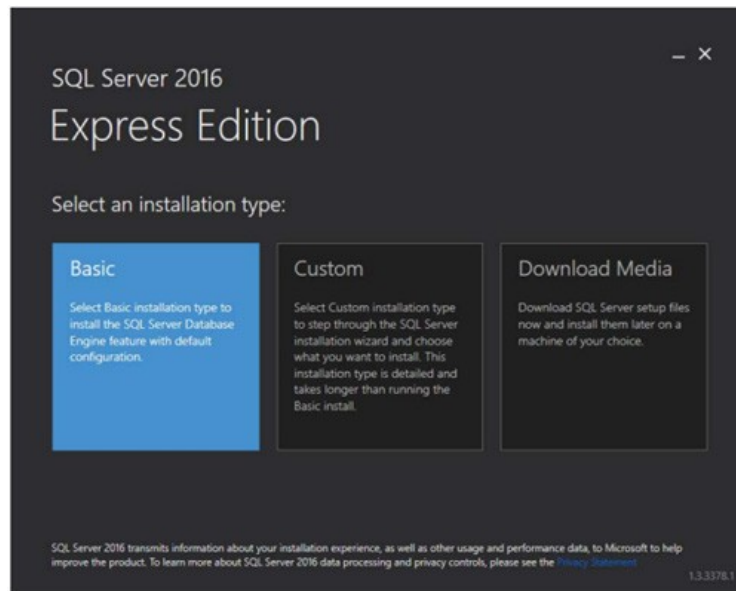 SQL Server 2016
Express Edition
Select an installation type:
Basic
Select Basic installation type to
install the SQL Server Database
Engine feature with default
configuration.
Custom
Select Custom installation type
to step through the SQL Server
installation wizard and choose
what you want to install. This
installation type is detailed and
takes longer than running the
Basic install.
Download Media
Download SQL Server setup files
now and install them later on a
machine of your choice.
SQL Server 2016 transmits information about your installation experience, as well as other usage and performance data, to Microsoft to help
improve the product. To learn more about SQL Server 2016 data processing and privacy controls, please see the Privacy Statement
1.3.3378.1